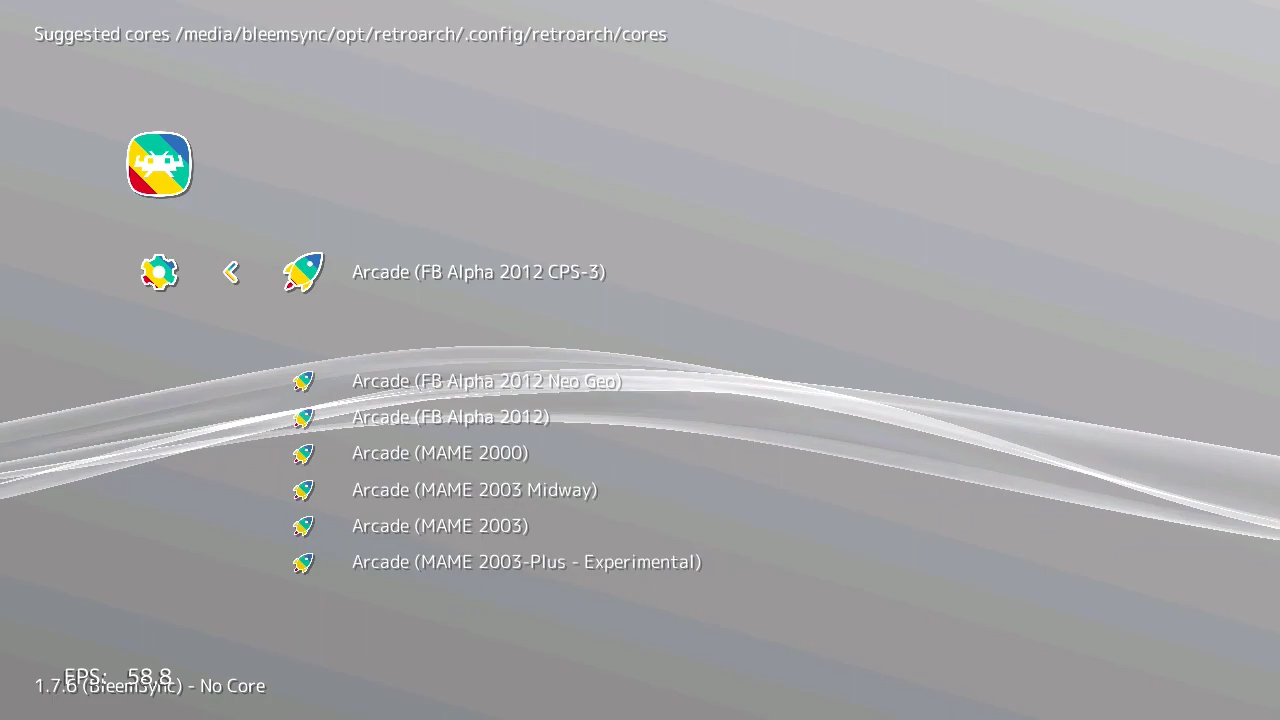 Suggested cores /media/bleemsync/opt/retroarch/.config/retroarch/cores
Arcade (FB Alpha 2012 CPS-3)
Arcade (FB Alpha 2012 Neo Geo)
Arcade (FB Alpha 2012)
Arcade (MAME 2000)
Arcade (MAME 2003 Midway)
Arcade (MAME 2003)
Arcade (MAME 2003-Plus - Experimental)
FPS: 58.8
1.7.6 (BleemSync) - No Core